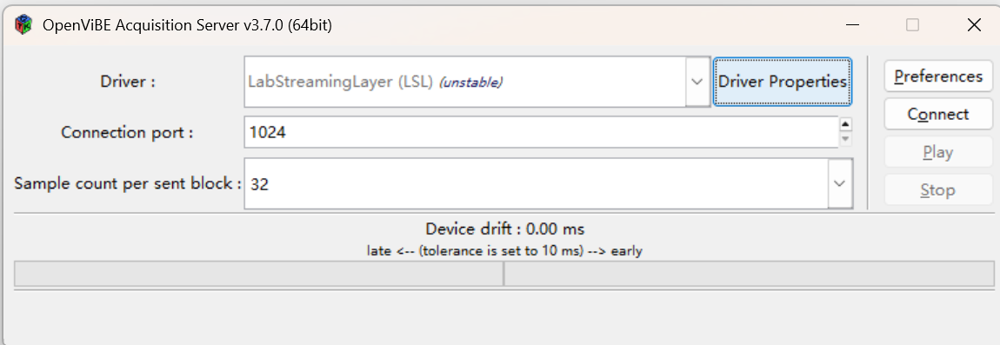 OpenViBE Acquisition Server v3.7.0 (64bit)
Driver :
LabStreamingLayer (LSL) (unstable)
Driver Properties
Preferences
Connection port :
1024
Connect
Sample count per sent block :
32
Play
Stop
Device drift : 0.00 ms
late <-- (tolerance is set to 10 ms) --> early